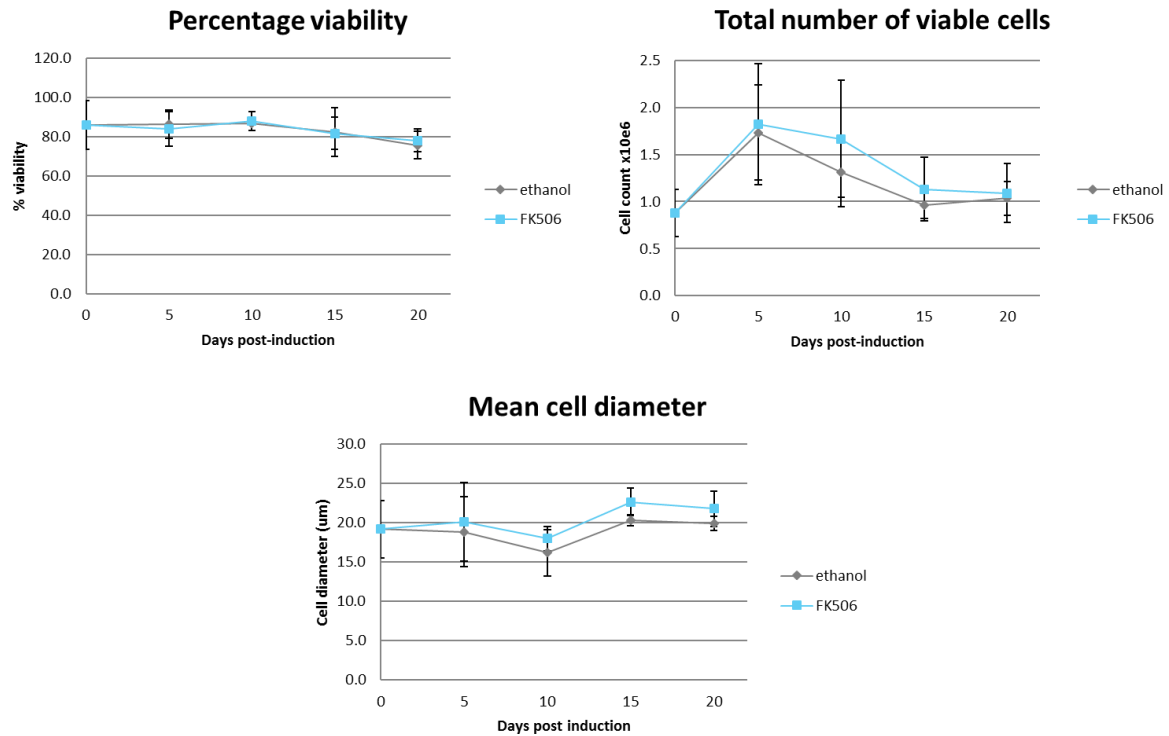 Percentage viability
120.0
100.0
80.0
60.0
40.0
20.0
0.0
% viability
0 5 10 15 20
Days post-induction
ethanol
FK506
Total number of viable cells
2.5
2.0
1.5
1.0
0.5
0.0
Cell count x10e6
0 5 10 15 20
Days post-induction
ethanol
FK506
Mean cell diameter
30.0
25.0
20.0
15.0
10.0
5.0
0.0
Cell diameter (um)
0 5 10 15 20
Days post induction
ethanol
FK506